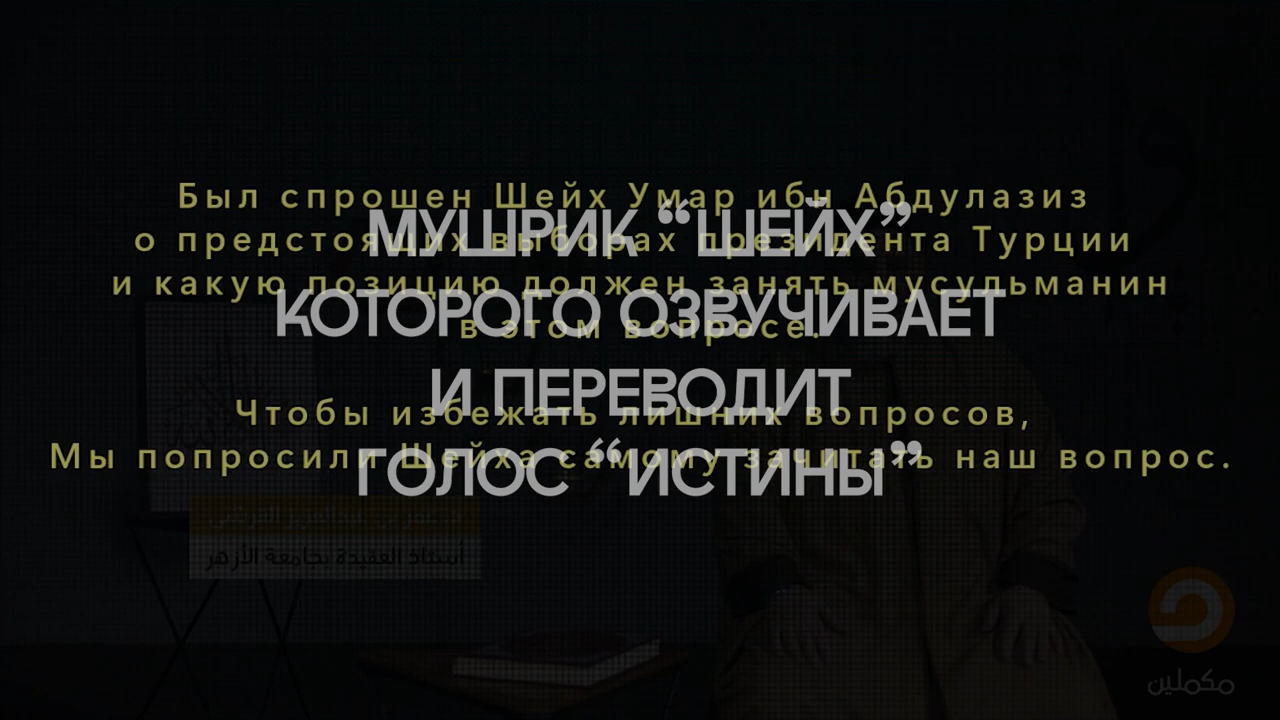 Был спрошен Шейх Умар ибн Абдулазиз
о предстоящих выборах президента Турции
и какую позицию должен занять мусульманин
в этом вопросе.
Чтобы избежать лишних вопросов,
Мы попросили Шейха самому зачитать наш вопрос.
МУШРИК “ШЕЙХ”
КОТОРОГО ОЗВУЧИВАЕТ
И ПЕРЕВОДИТ
ГОЛОС “ИСТИНЫ”
أستاذ العقيدة بجامعة الأزهر
مكملين